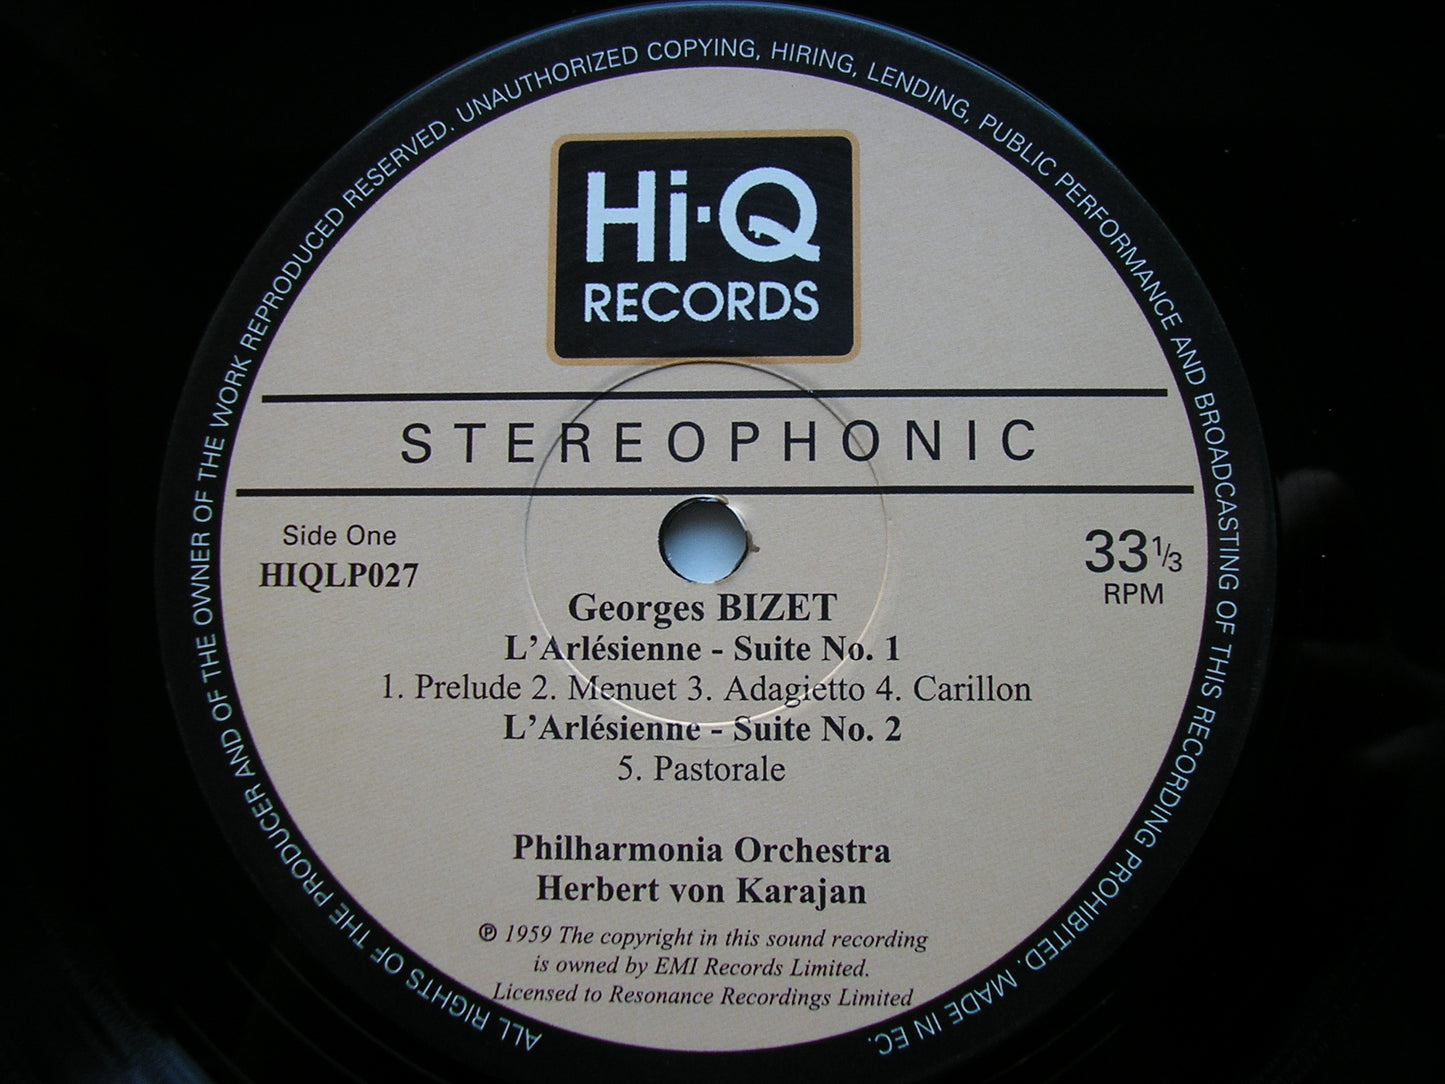 ALL RIGHTS OF THE PRODUCER AND OF THE OWNER OF THE WORK REPRODUCED RESERVED. UNAUTHORIZED COPYING, HIRING, LENDING, PUBLIC PERFORMANCE AND BROADCASTING OF THIS RECORDING PROHIBITED. MADE IN EC.
Hi-Q
RECORDS
STEREOPHONIC
Side One
HIQLP027
33 1/3
RPM
Georges BIZET
L’Arlésienne - Suite No. 1
1. Prelude 2. Menuet 3. Adagietto 4. Carillon
L’Arlésienne - Suite No. 2
5. Pastorale
Philharmonia Orchestra
Herbert von Karajan
℗ 1959 The copyright in this sound recording
is owned by EMI Records Limited.
Licensed to Resonance Recordings Limited